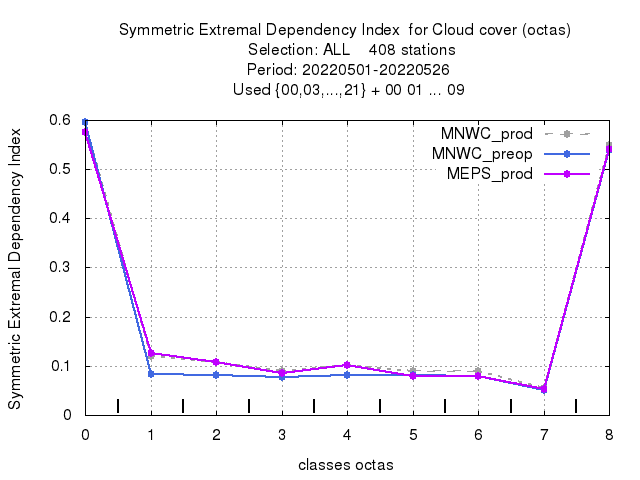 Symmetric Extremal Dependency Index for Cloud cover (octas)
Selection: ALL 408 stations
Period: 20220501-20220526
Used {00,03,...,21} + 00 01 ... 09
MNWC_prod
MNWC_preop
MEPS_prod
Symmetric Extremal Dependency Index
0.6
0.5
0.4
0.3
0.2
0.1
0
0 1 2 3 4 5 6 7 8
classes octas